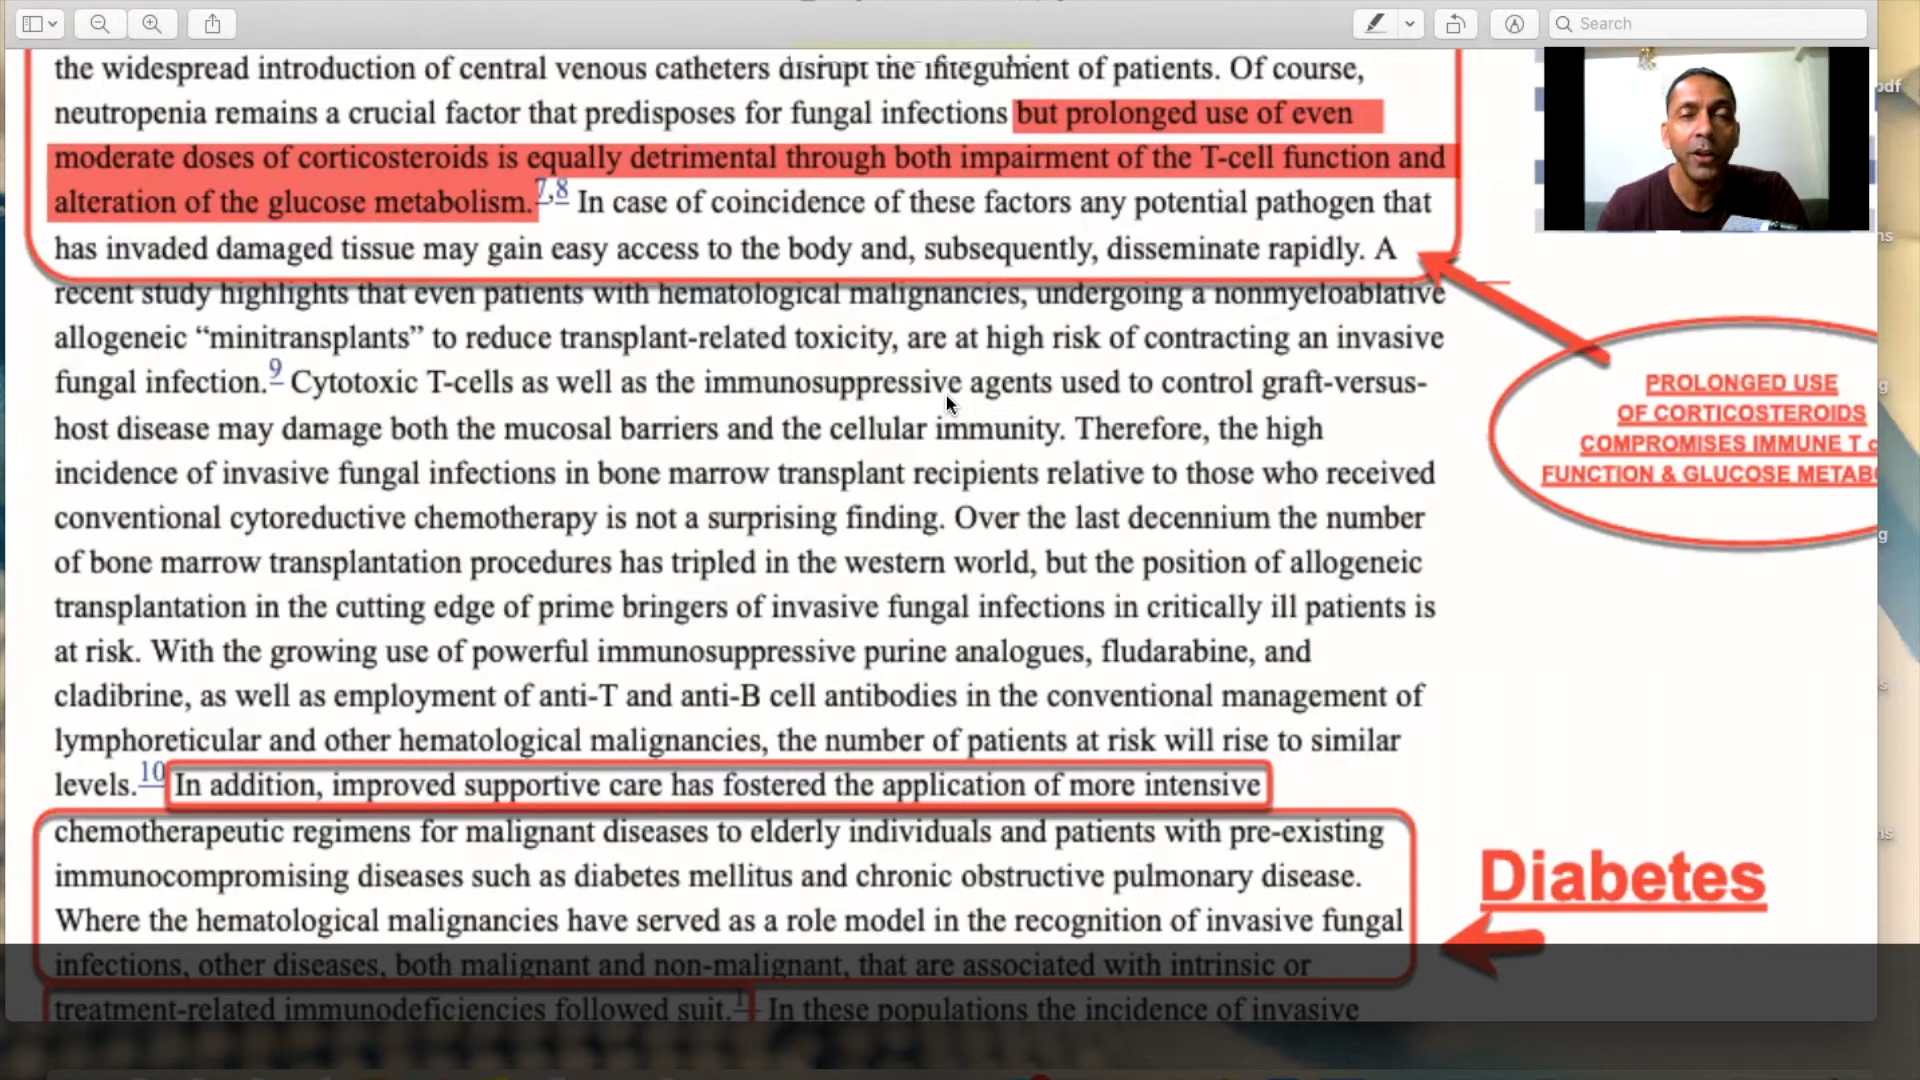 Search
the widespread introduction of central venous catheters disrupt the integument of patients. Of course,
neutropenia remains a crucial factor that predisposes for fungal infections but prolonged use of even
moderate doses of corticosteroids is equally detrimental through both impairment of the T-cell function and
alteration of the glucose metabolism.7,8 In case of coincidence of these factors any potential pathogen that
has invaded damaged tissue may gain easy access to the body and, subsequently, disseminate rapidly. A
recent study highlights that even patients with hematological malignancies, undergoing a nonmyeloablative
allogeneic “minitransplants” to reduce transplant-related toxicity, are at high risk of contracting an invasive
fungal infection.9 Cytotoxic T-cells as well as the immunosuppressive agents used to control graft-versus-
host disease may damage both the mucosal barriers and the cellular immunity. Therefore, the high
incidence of invasive fungal infections in bone marrow transplant recipients relative to those who received
conventional cytoreductive chemotherapy is not a surprising finding. Over the last decennium the number
of bone marrow transplantation procedures has tripled in the western world, but the position of allogeneic
transplantation in the cutting edge of prime bringers of invasive fungal infections in critically ill patients is
at risk. With the growing use of powerful immunosuppressive purine analogues, fludarabine, and
cladibrine, as well as employment of anti-T and anti-B cell antibodies in the conventional management of
lymphoreticular and other hematological malignancies, the number of patients at risk will rise to similar
levels.10 In addition, improved supportive care has fostered the application of more intensive
chemotherapeutic regimens for malignant diseases to elderly individuals and patients with pre-existing
immunocompromising diseases such as diabetes mellitus and chronic obstructive pulmonary disease.
Where the hematological malignancies have served as a role model in the recognition of invasive fungal
infections, other diseases, both malignant and non-malignant, that are associated with intrinsic or
treatment-related immunodeficiencies followed suit.1 In these populations the incidence of invasive
PROLONGED USE
OF CORTICOSTEROIDS
COMPROMISES IMMUNE T c
FUNCTION & GLUCOSE METAB
Diabetes
pdf